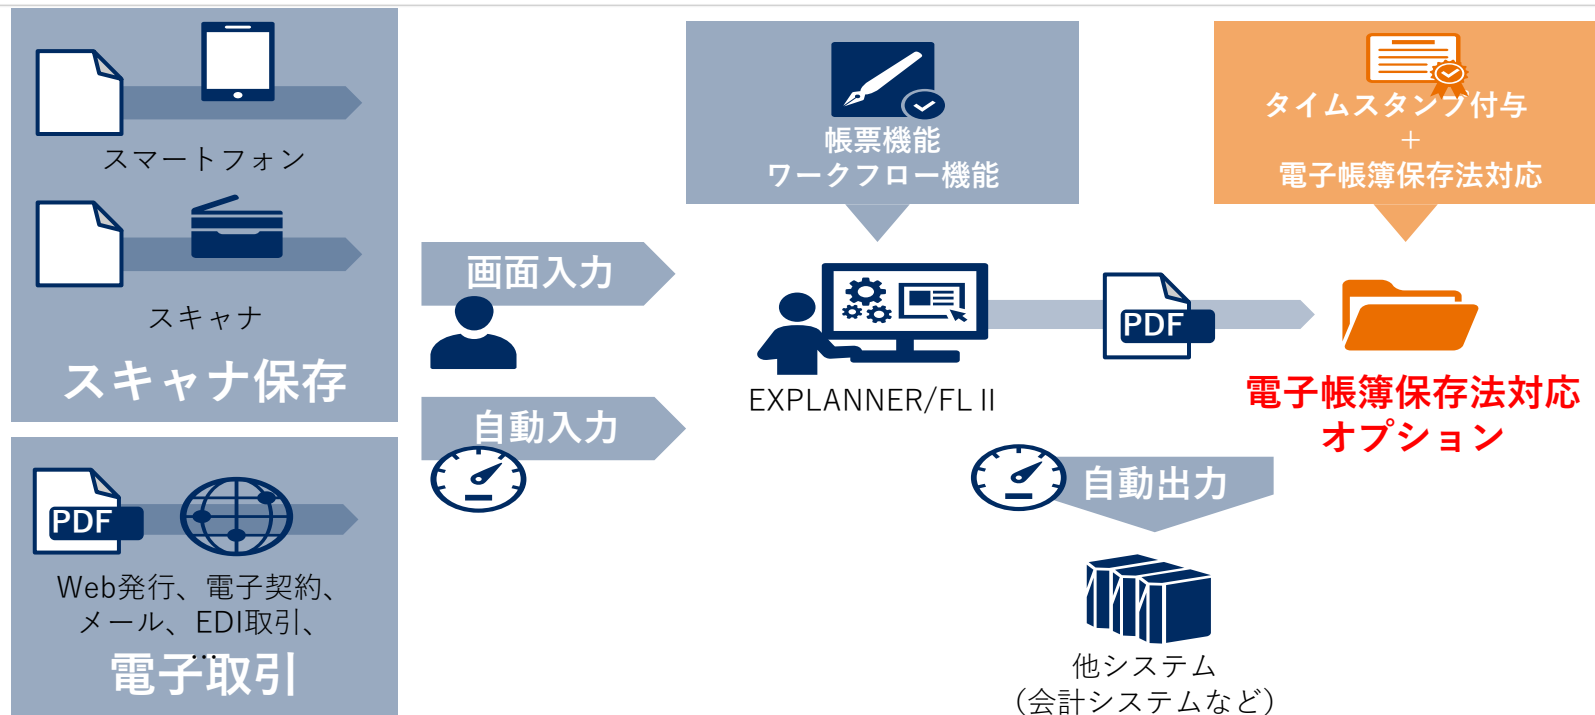 スマートフォン
スキャナ
スキャナ保存
PDF
Web発行、電子契約、
メール、EDI取引、
…
電子取引
画面入力
自動入力
帳票機能
ワークフロー機能
EXPLANNER/FLⅡ
PDF
タイムスタンプ付与
+
電子帳簿保存法対応
電子帳簿保存法対応
オプション
自動出力
他システム
(会計システムなど)